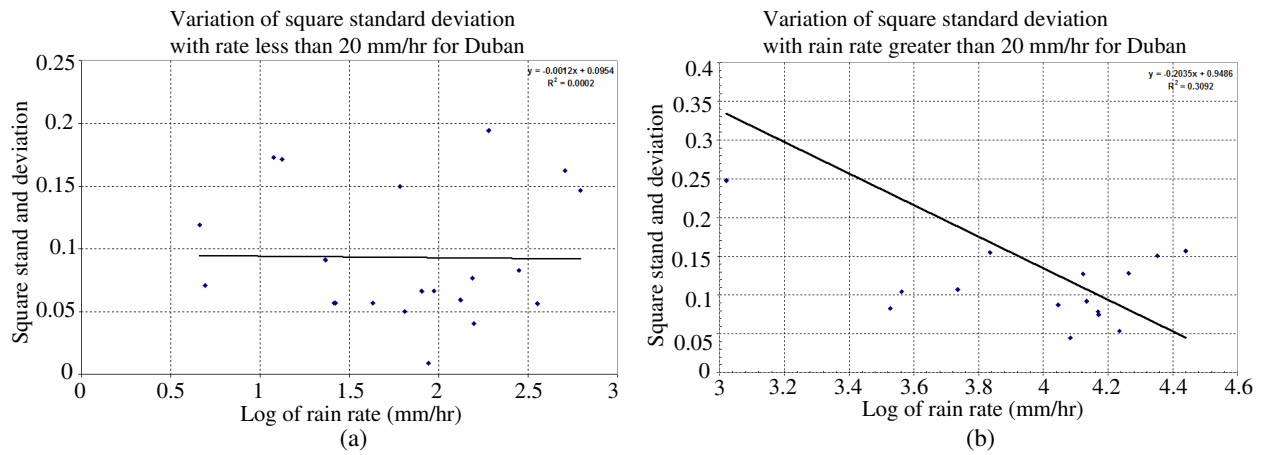 Variation of square standard deviation
with rate less than 20 mm/hr for Duban
y = -0.0012x + 0.0954
R² = 0.0002
0.25
0.2
0.15
0.1
0.05
0
Square stand and deviation
0
0.5
1
1.5
2
2.5
3
Log of rain rate (mm/hr)
(a)
Variation of square standard deviation
with rain rate greater than 20 mm/hr for Duban
y = -0.2035x + 0.9486
R² = 0.3092
0.4
0.35
0.3
0.25
0.2
0.15
0.1
0.05
0
Square stand and deviation
3
3.2
3.4
3.6
3.8
4
4.2
4.4
4.6
Log of rain rate (mm/hr)
(b)